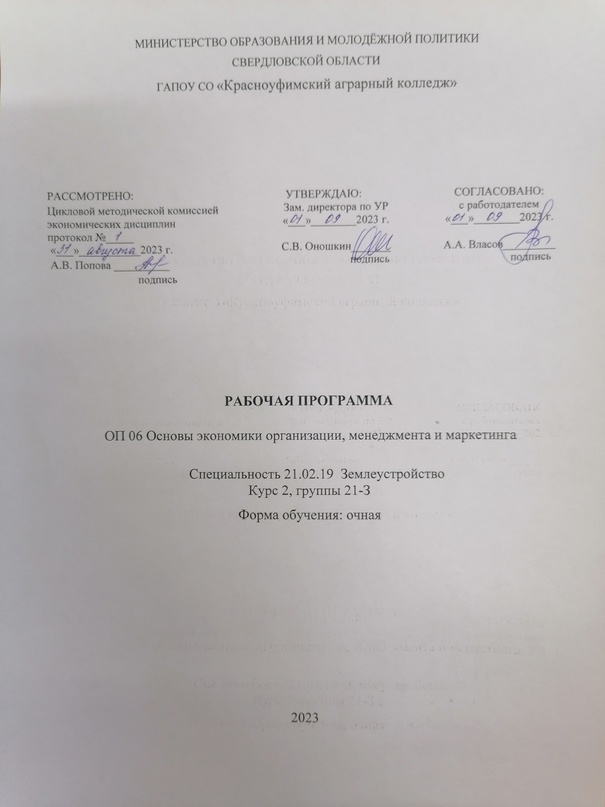 МИНИСТЕРСТВО ОБРАЗОВАНИЯ И МОЛОДЁЖНОЙ ПОЛИТИКИ
СВЕРДЛОВСКОЙ ОБЛАСТИ
ГАПОУ СО «Красноуфимский аграрный колледж»
РАССМОТРЕНО:
Цикловой методической комиссией
экономических дисциплин
протокол № 1
«31» августа 2023 г.
А.В. Попова
подпись
УТВЕРЖДАЮ:
Зам. директора по УР
«01» 09 2023 г.
С.В. Оношкин
подпись
СОГЛАСОВАНО:
с работодателем
«01» 09 2023 г.
А.А. Власов
подпись
РАБОЧАЯ ПРОГРАММА
ОП 06 Основы экономики организации, менеджмента и маркетинга
Специальность 21.02.19 Землеустройство
Курс 2, группы 21-З
Форма обучения: очная
2023